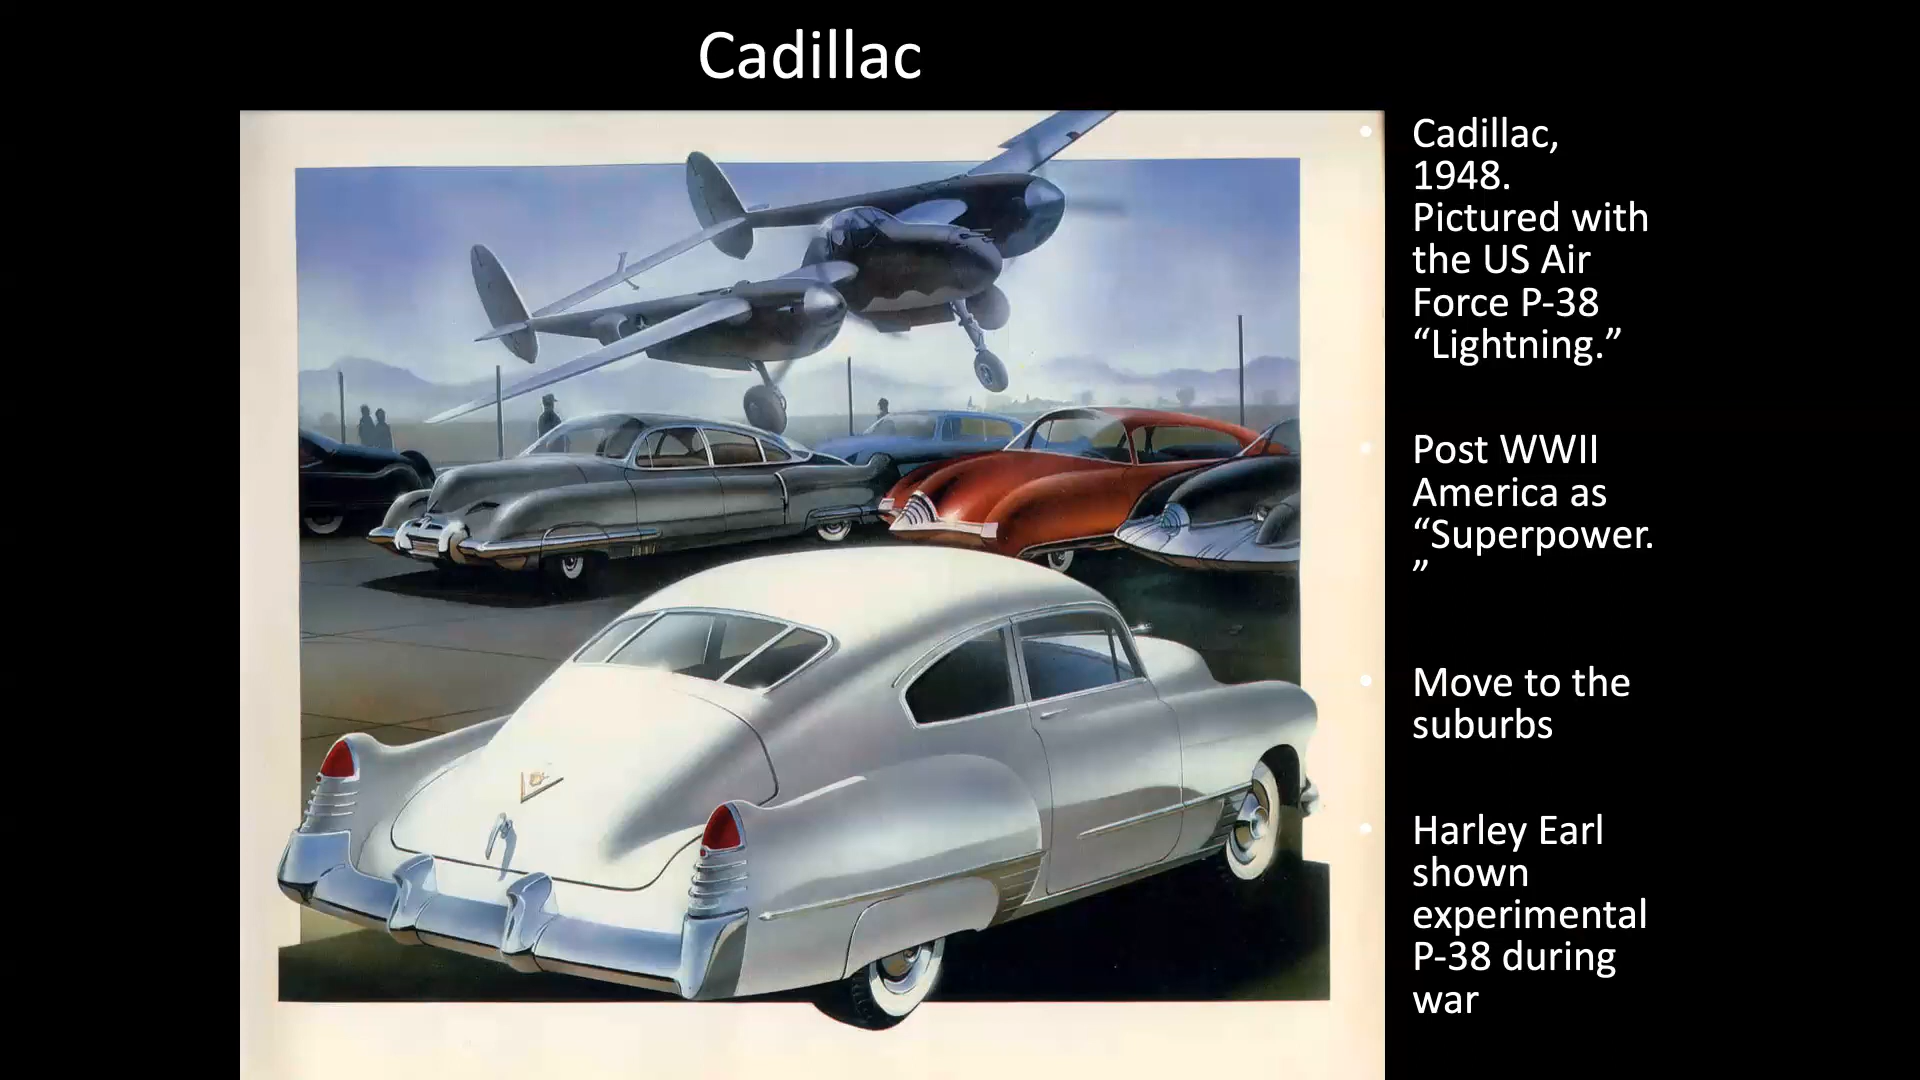 Cadillac
Cadillac,
1948.
Pictured with
the US Air
Force P-38
“Lightning.”
Post WWII
America as
“Superpower.
”
Move to the
suburbs
Harley Earl
shown
experimental
P-38 during
war